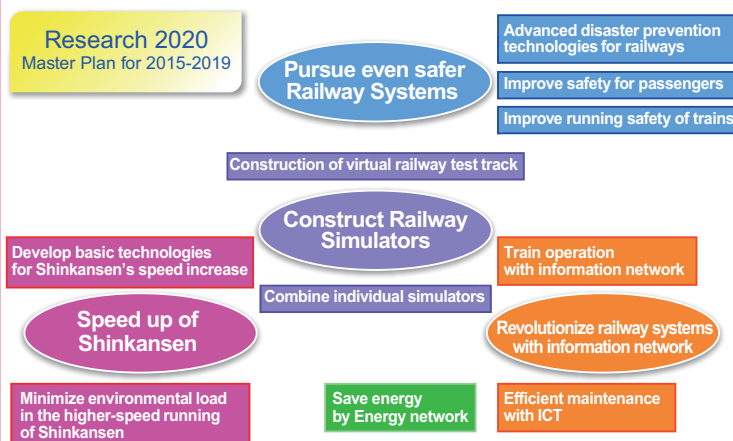 Research 2020
Master Plan for 2015-2019
Pursue even safer
Railway Systems
Advanced disaster prevention
technologies for railways
Improve safety for passengers
Improve running safety of trains
Construction of virtual railway test track
Construct Railway
Simulators
Combine individual simulators
Develop basic technologies
for Shinkansen's speed increase
Speed up of
Shinkansen
Minimize environmental load
in the higher-speed running
of Shinkansen
Train operation
with information network
Revolutionize railway systems
with information network
Save energy
by Energy network
Efficient maintenance
with ICT